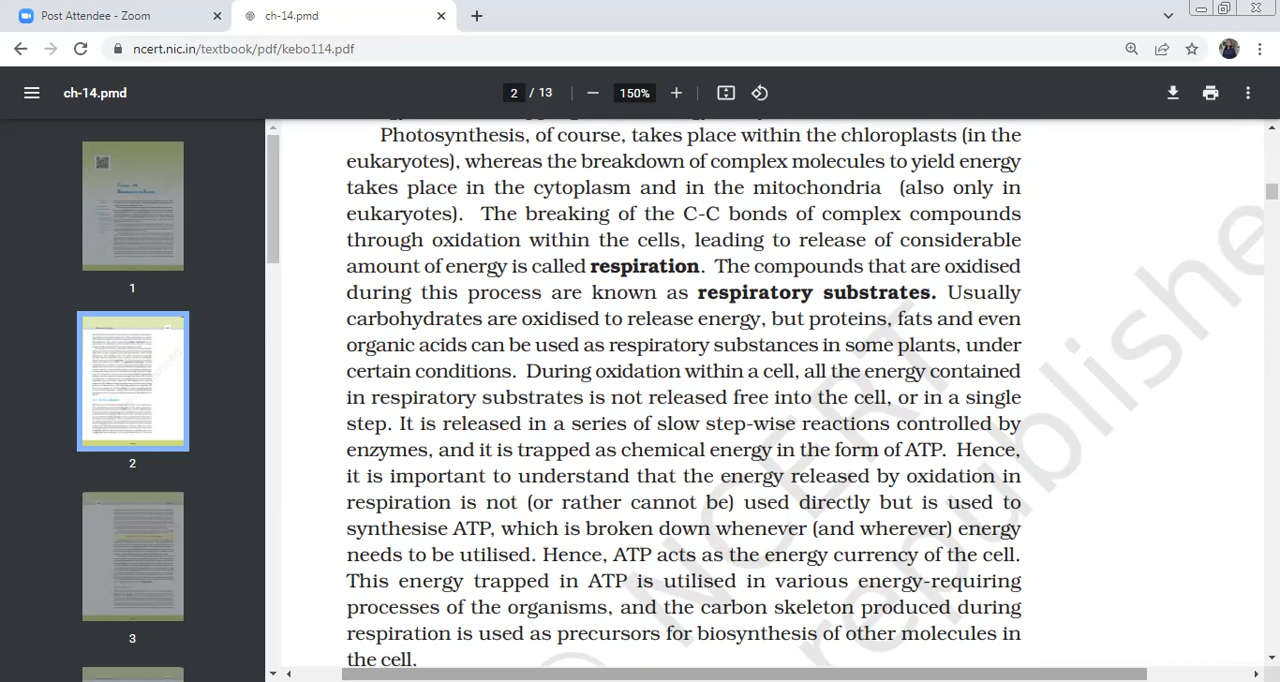 Post Attendee - Zoom
ch-14.pmd
ncert.nic.in/textbook/pdf/kebo114.pdf
ch-14.pmd
2 / 13
150%
Photosynthesis, of course, takes place within the chloroplasts (in the
eukaryotes), whereas the breakdown of complex molecules to yield energy
takes place in the cytoplasm and in the mitochondria (also only in
eukaryotes). The breaking of the C-C bonds of complex compounds
through oxidation within the cells, leading to release of considerable
amount of energy is called respiration. The compounds that are oxidised
during this process are known as respiratory substrates. Usually
carbohydrates are oxidised to release energy, but proteins, fats and even
organic acids can be used as respiratory substances in some plants, under
certain conditions. During oxidation within a cell, all the energy contained
in respiratory substrates is not released free into the cell, or in a single
step. It is released in a series of slow step-wise reactions controlled by
enzymes, and it is trapped as chemical energy in the form of ATP. Hence,
it is important to understand that the energy released by oxidation in
respiration is not (or rather cannot be) used directly but is used to
synthesise ATP, which is broken down whenever (and wherever) energy
needs to be utilised. Hence, ATP acts as the energy currency of the cell.
This energy trapped in ATP is utilised in various energy-requiring
processes of the organisms, and the carbon skeleton produced during
respiration is used as precursors for biosynthesis of other molecules in
the cell.
1
2
3
© NCERT
republishe